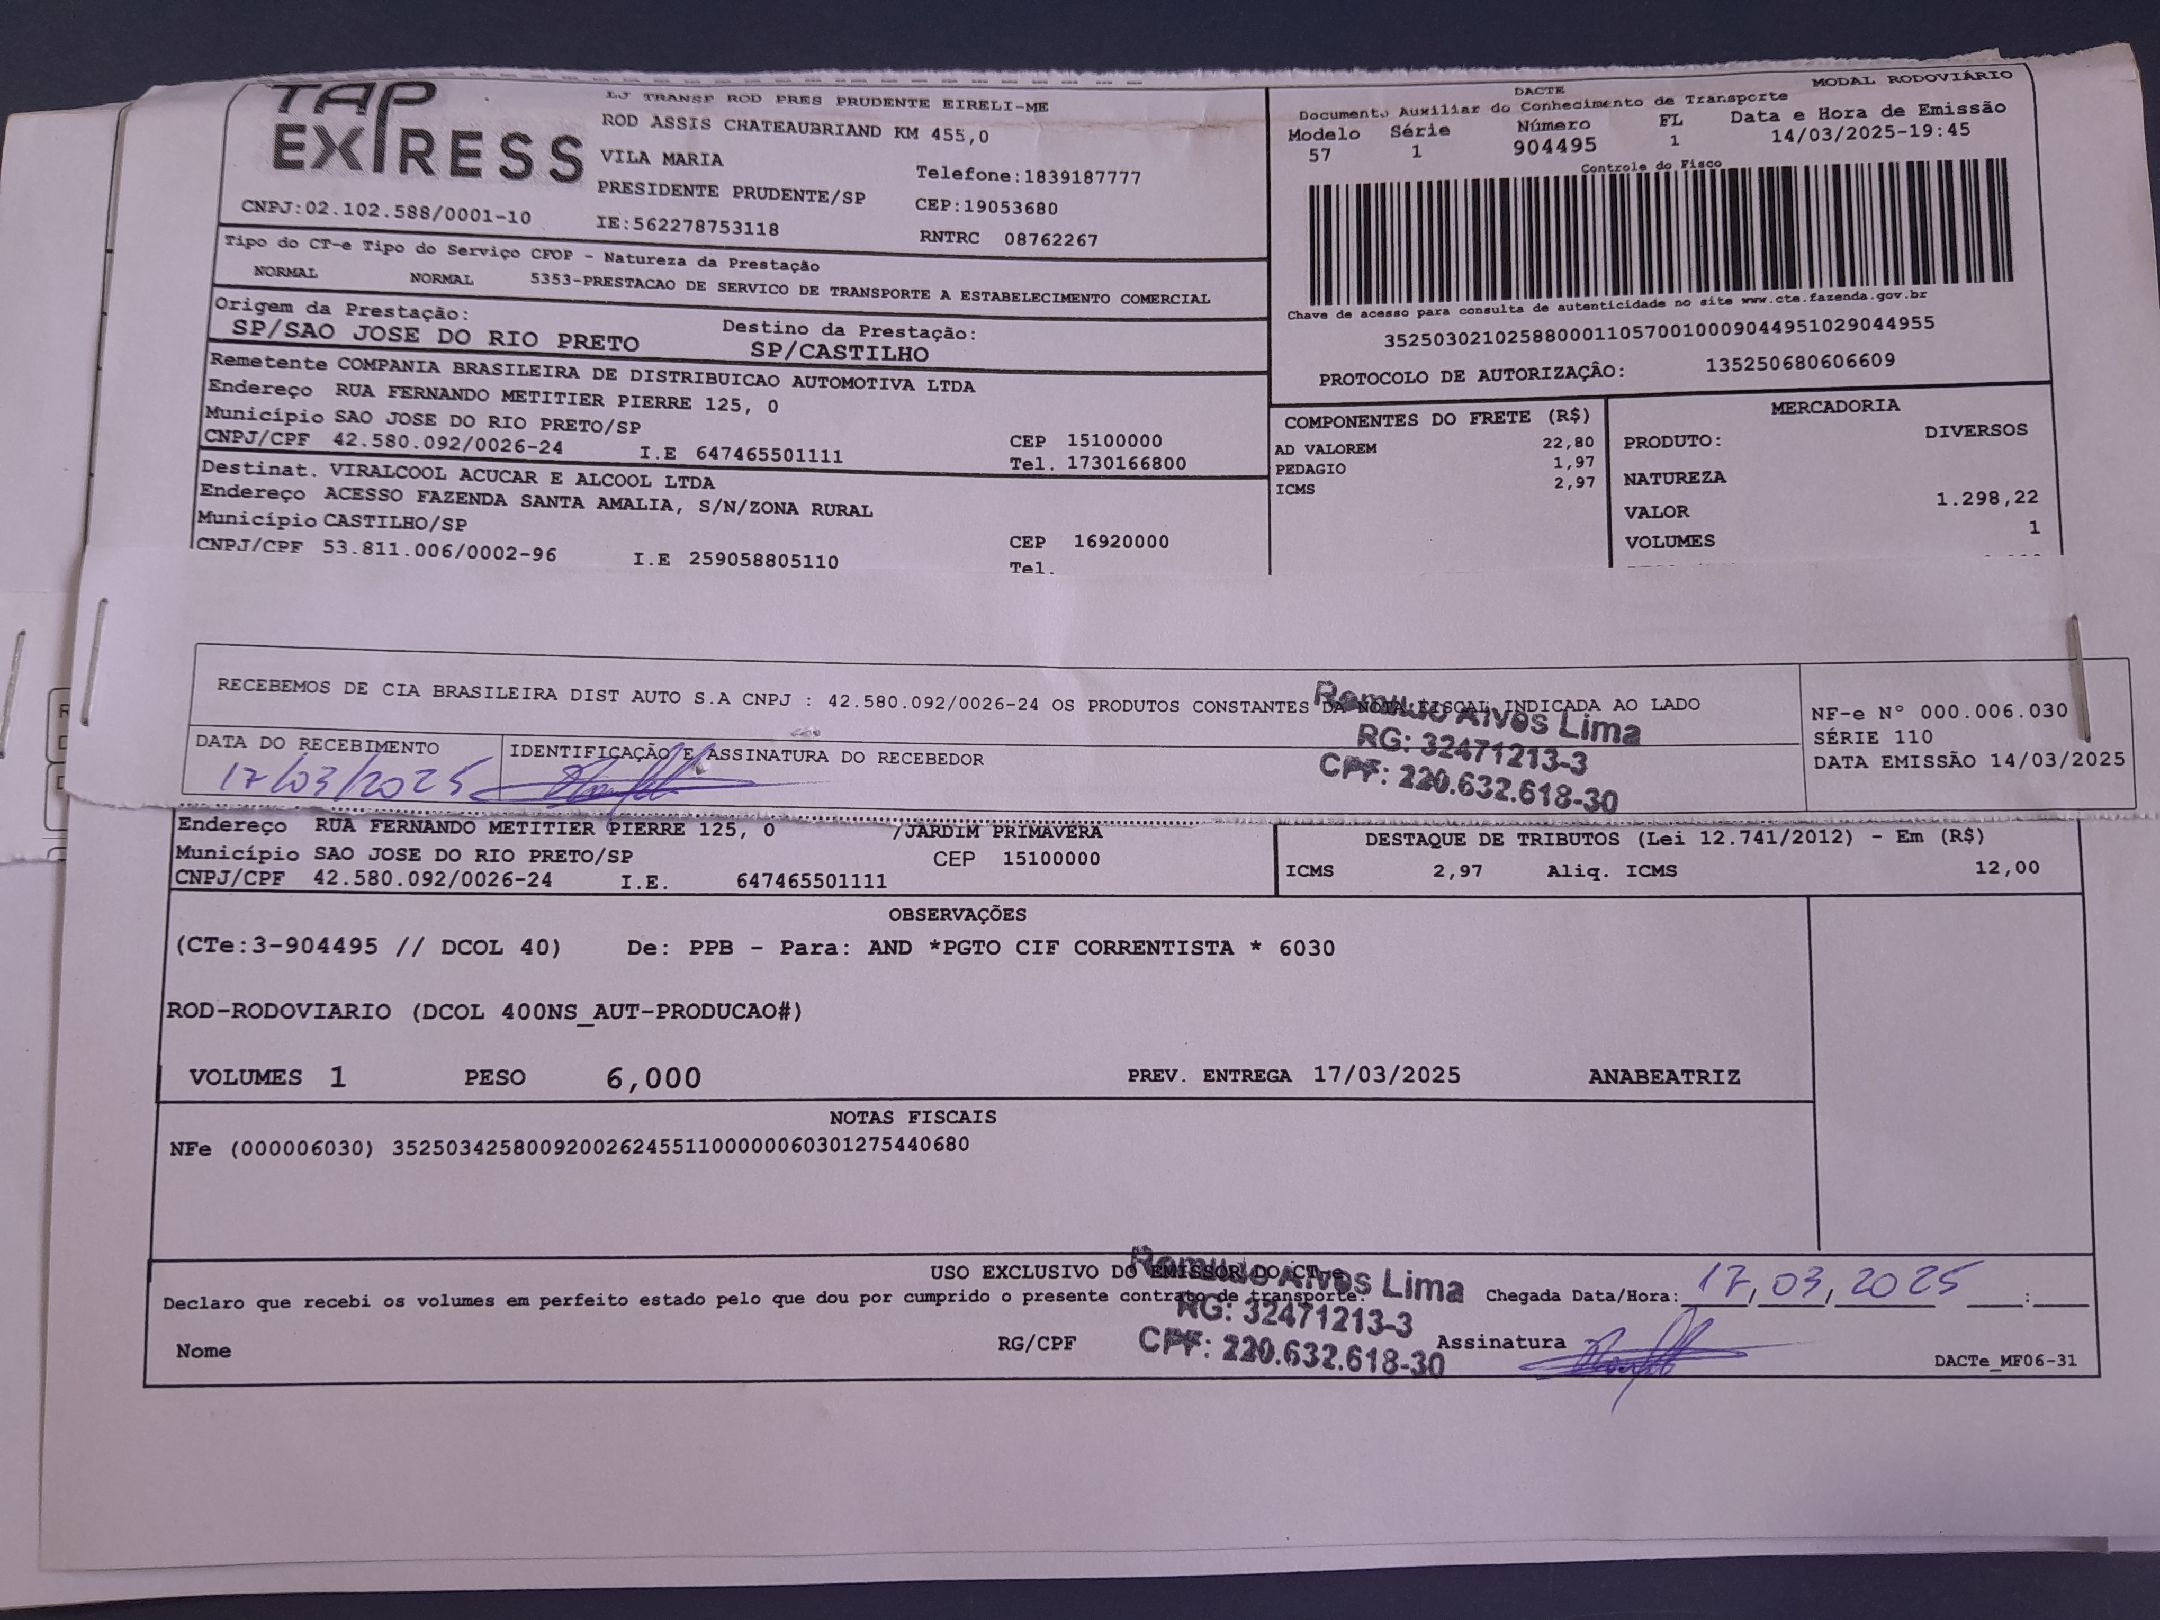 TAP EXPRESS
LJ TRANSP ROD PRES PRUDENTE EIRELI-ME
ROD ASSIS CHATEAUBRIAND KM 455,0
VILA MARIA
Telefone:1839187777
PRESIDENTE PRUDENTE/SP
CEP:19053680
CNPJ:02.102.588/0001-10
IE:562278753118
RNTRC 08762267
DACTE
MODAL RODOVIÁRIO
Documento Auxiliar do Conhecimento de Transporte
Modelo Série Número FL Data e Hora de Emissão
57 1 904495 1 14/03/2025-19:45
Controle do Fisco
Chave de acesso para consulta de autenticidade no site www.cte.fazenda.gov.br
35250302102588000110570010009044951029044955
PROTOCOLO DE AUTORIZAÇÃO: 135250680606609
Tipo do CT-e Tipo do Serviço CFOP - Natureza da Prestação
NORMAL NORMAL 5353-PRESTACAO DE SERVICO DE TRANSPORTE A ESTABELECIMENTO COMERCIAL
Origem da Prestação: Destino da Prestação:
SP/SAO JOSE DO RIO PRETO SP/CASTILHO
Remetente COMPANIA BRASILEIRA DE DISTRIBUICAO AUTOMOTIVA LTDA
Endereço RUA FERNANDO METITIER PIERRE 125, 0
Município SAO JOSE DO RIO PRETO/SP CEP 15100000
CNPJ/CPF 42.580.092/0026-24 I.E 647465501111 Tel. 1730166800
Destinat. VIRALCOOL ACUCAR E ALCOOL LTDA
Endereço ACESSO FAZENDA SANTA AMALIA, S/N/ZONA RURAL
Município CASTILHO/SP CEP 16920000
CNPJ/CPF 53.811.006/0002-96 I.E 259058805110 Tel.
COMPONENTES DO FRETE (R$)
AD VALOREM 22,80
PEDAGIO 1,97
ICMS 2,97
MERCADORIA
PRODUTO: DIVERSOS
NATUREZA
VALOR 1.298,22
VOLUMES 1
RECEBEMOS DE CIA BRASILEIRA DIST AUTO S.A CNPJ : 42.580.092/0026-24 OS PRODUTOS CONSTANTES DA NOTA FISCAL INDICADA AO LADO
DATA DO RECEBIMENTO IDENTIFICAÇÃO E ASSINATURA DO RECEBEDOR
17/03/2025
Romildo Alves Lima
RG: 32471213-3
CPF: 220.632.618-30
NF-e Nº 000.006.030
SÉRIE 110
DATA EMISSÃO 14/03/2025
Endereço RUA FERNANDO METITIER PIERRE 125, 0 /JARDIM PRIMAVERA
Município SAO JOSE DO RIO PRETO/SP CEP 15100000
CNPJ/CPF 42.580.092/0026-24 I.E. 647465501111
DESTAQUE DE TRIBUTOS (Lei 12.741/2012) - Em (R$)
ICMS 2,97 Aliq. ICMS 12,00
OBSERVAÇÕES
(CTe:3-904495 // DCOL 40) De: PPB - Para: AND *PGTO CIF CORRENTISTA * 6030
ROD-RODOVIARIO (DCOL 400NS_AUT-PRODUCAO#)
VOLUMES 1 PESO 6,000 PREV. ENTREGA 17/03/2025 ANABEATRIZ
NOTAS FISCAIS
NFe (000006030) 35250342580092002624551100000060301275440680
USO EXCLUSIVO DO EMISSOR DO CT-e
Declaro que recebi os volumes em perfeito estado pelo que dou por cumprido o presente contrato de transporte. Chegada Data/Hora: 17,03,2025 :
Nome RG/CPF Assinatura
Romildo Alves Lima
RG: 32471213-3
CPF: 220.632.618-30
DACTe_MF06-31